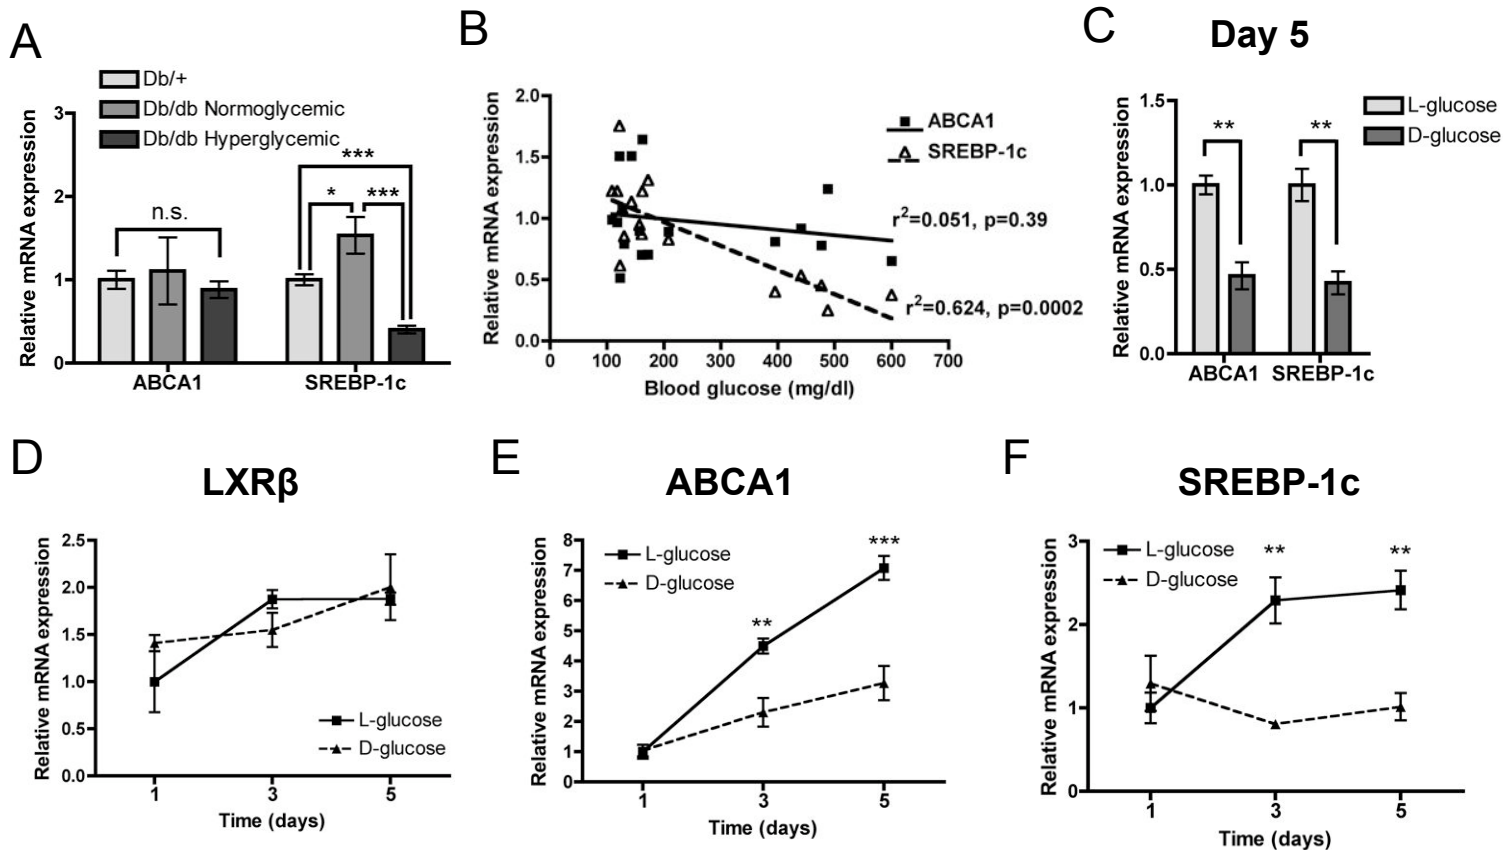 A
Db/+
Db/db Normoglycemic
Db/db Hyperglycemic
Relative mRNA expression
3
2
1
0
n.s.
***
*
***
ABCA1
SREBP-1c
B
Relative mRNA expression
2.0
1.5
1.0
0.5
0.0
0
100
200
300
400
500
600
700
Blood glucose (mg/dl)
ABCA1
SREBP-1c
r²=0.051, p=0.39
r²=0.624, p=0.0002
C
Day 5
L-glucose
D-glucose
Relative mRNA expression
1.5
1.0
0.5
0.0
**
**
ABCA1
SREBP-1c
D
LXRβ
Relative mRNA expression
2.5
2.0
1.5
1.0
0.5
0.0
L-glucose
D-glucose
1
3
5
Time (days)
E
ABCA1
Relative mRNA expression
8
7
6
5
4
3
2
1
0
L-glucose
D-glucose
**
***
1
3
5
Time (days)
F
SREBP-1c
Relative mRNA expression
3
2
1
0
L-glucose
D-glucose
**
**
1
3
5
Time (days)